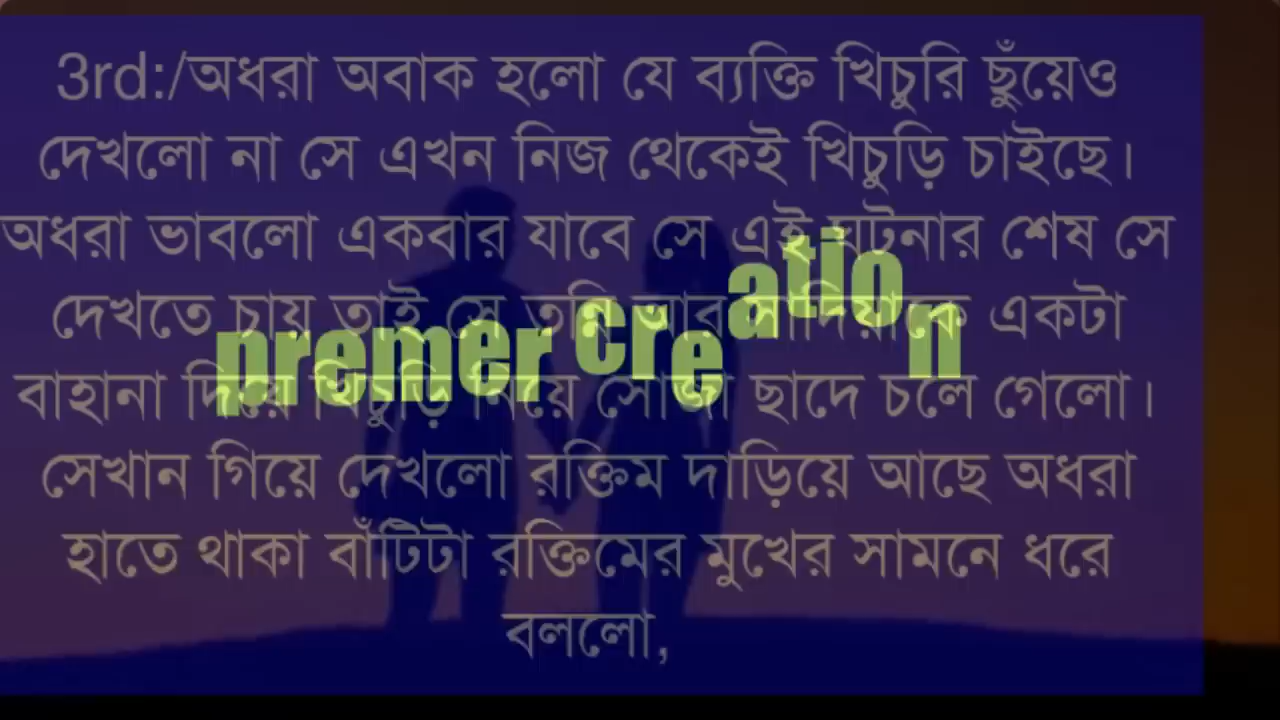 3rd:/অধরা অবাক হলো যে ব্যক্তি খিচুরি ছুঁয়েও
দেখলো না সে এখন নিজ থেকেই খিচুড়ি চাইছে।
অধরা ভাবলো একবার যাবে সে এই ঘটনার শেষ সে
দেখতে চায় তাই সে একটা
বাহানা দিয়ে খিচুড়ি নিয়ে সোজা ছাদে চলে গেলো।
সেখান গিয়ে দেখলো রক্তিম দাড়িয়ে আছে অধরা
হাতে থাকা বাঁটিটা রক্তিমের মুখের সামনে ধরে
বললো,
premer creation